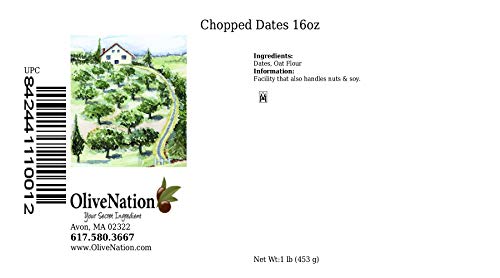 Chopped Dates 16oz
Ingredients:
Dates, Oat Flour
Information:
Facility that also handles nuts & soy.
UPC
842441110012
OliveNation
Your Secret Ingredient
Avon, MA 02322
617.580.3667
www.OliveNation.com
Net Wt:1 lb (453 g)